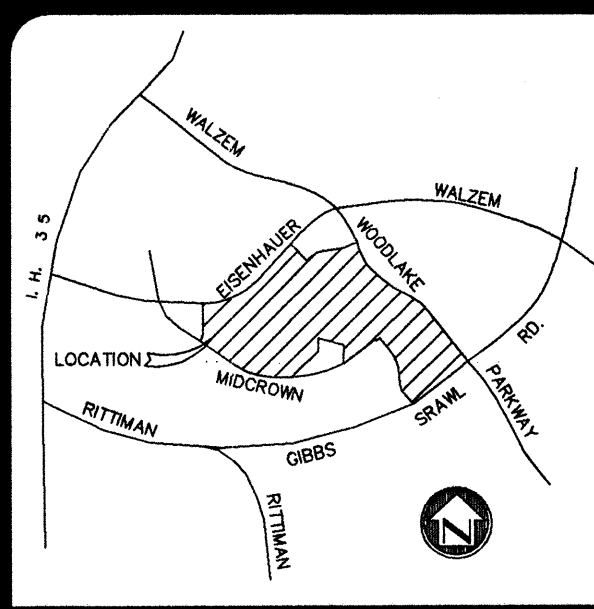 WALZEM
WALZEM
I. H. 35
EISENHAUER
WOODLAKE
RD.
LOCATION
MIDCROWN
PARKWAY
RITTIMAN
SRAWL
GIBBS
RITTIMAN
N